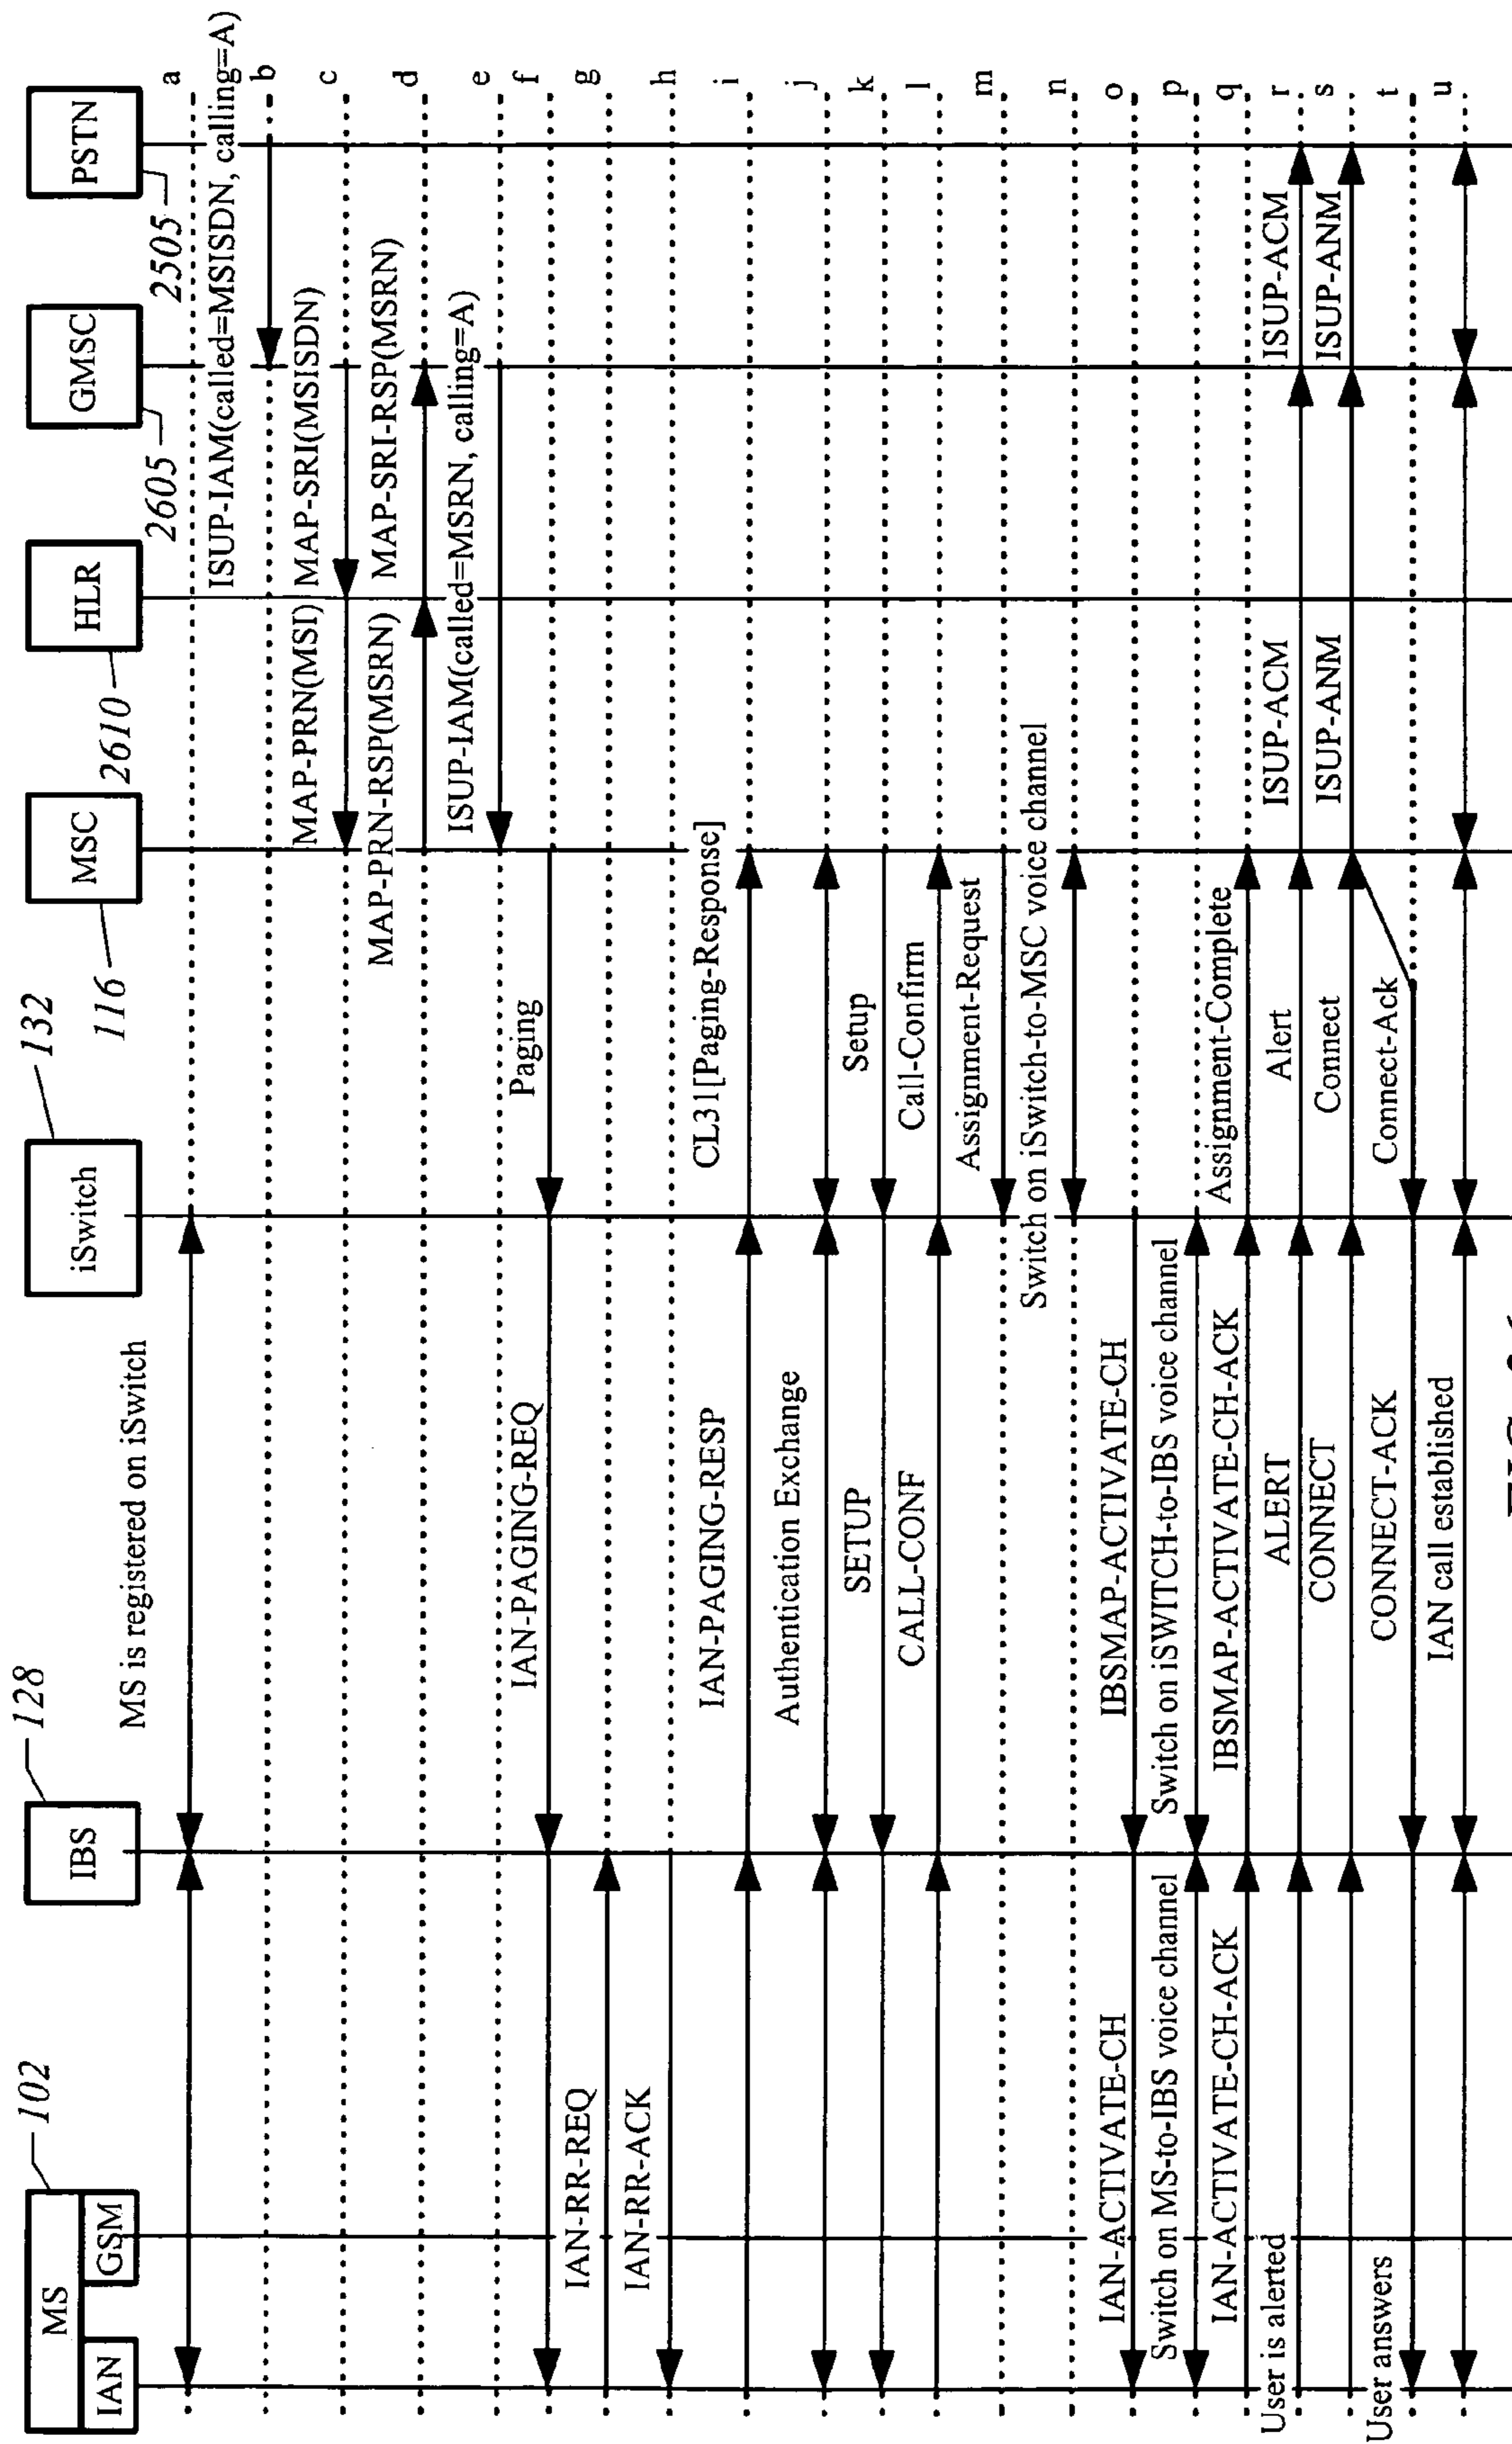 MS
IAN
GSM
102
IBS
128
iSwitch
132
MSC
116
HLR
2610
GMSC
2605
PSTN
2505
a
MS is registered on iSwitch
b
ISUP-IAM(called=MSISDN, calling=A)
c
MAP-PRN(MSI)
MAP-SRI(MSISDN)
d
MAP-PRN-RSP(MSRN)
MAP-SRI-RSP(MSRN)
e
ISUP-IAM(called=MSRN, calling=A)
f
IAN-PAGING-REQ
Paging
g
IAN-RR-REQ
h
IAN-RR-ACK
i
IAN-PAGING-RESP
CL31[Paging-Response]
j
Authentication Exchange
k
SETUP
Setup
l
CALL-CONF
Call-Confirm
m
Assignment-Request
n
Switch on iSwitch-to-MSC voice channel
o
IAN-ACTIVATE-CH
IBSMAP-ACTIVATE-CH
p
Switch on MS-to-IBS voice channel
Switch on iSWITCH-to-IBS voice channel
q
IAN-ACTIVATE-CH-ACK
IBSMAP-ACTIVATE-CH-ACK
Assignment-Complete
r
User is alerted
ALERT
Alert
ISUP-ACM
ISUP-ACM
s
CONNECT
Connect
ISUP-ANM
ISUP-ANM
t
User answers
CONNECT-ACK
Connect-Ack
u
IAN call established